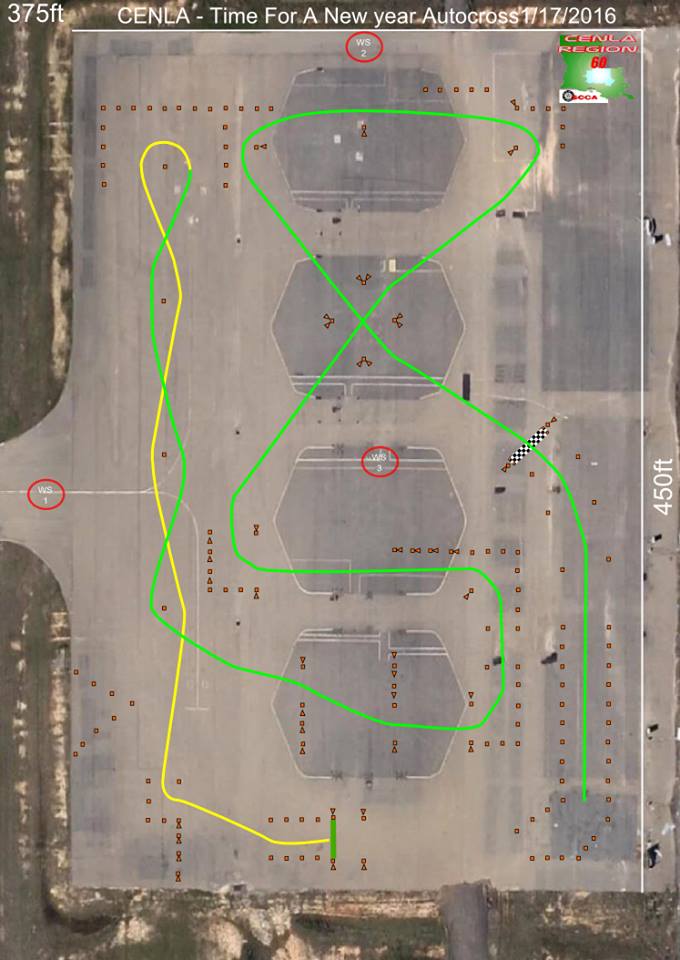 375ft
CENLA - Time For A New year Autocross1/17/2016
CENLA
REGION
60
SCCA
WS
2
WS
3
WS
1
450ft